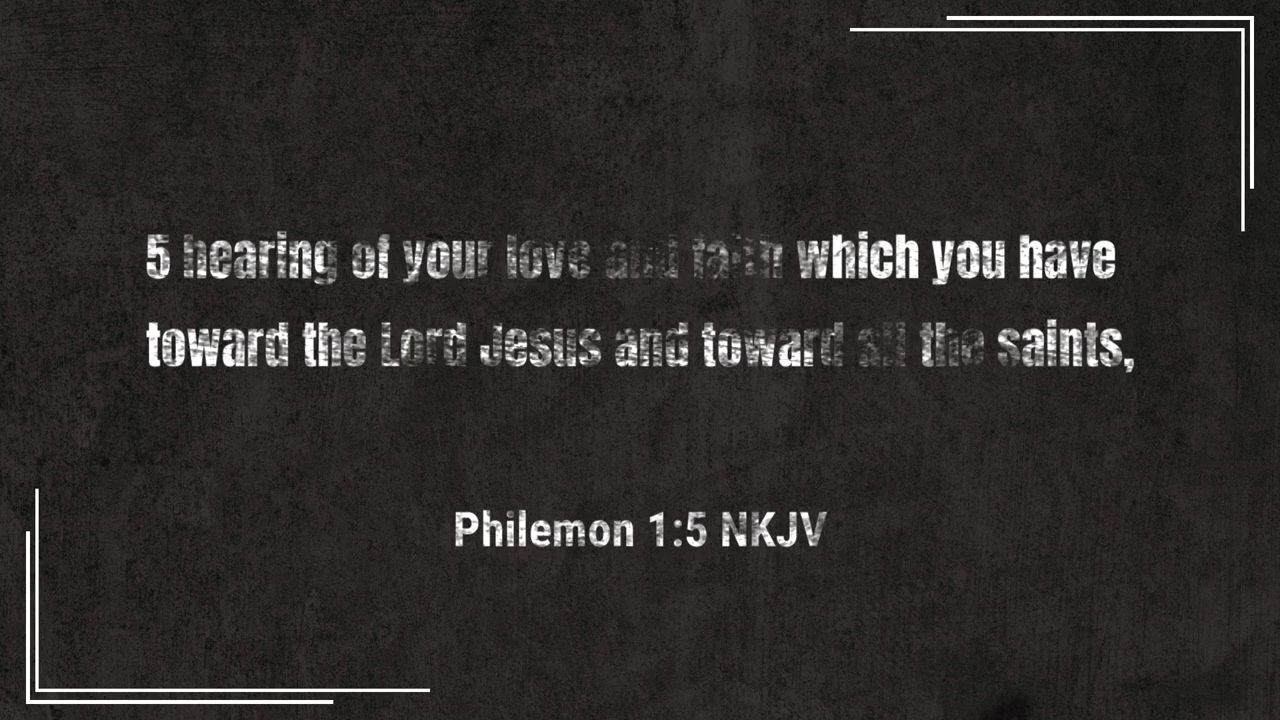 5 hearing of your love and faith which you have
toward the Lord Jesus and toward all the saints,
Philemon 1:5 NKJV